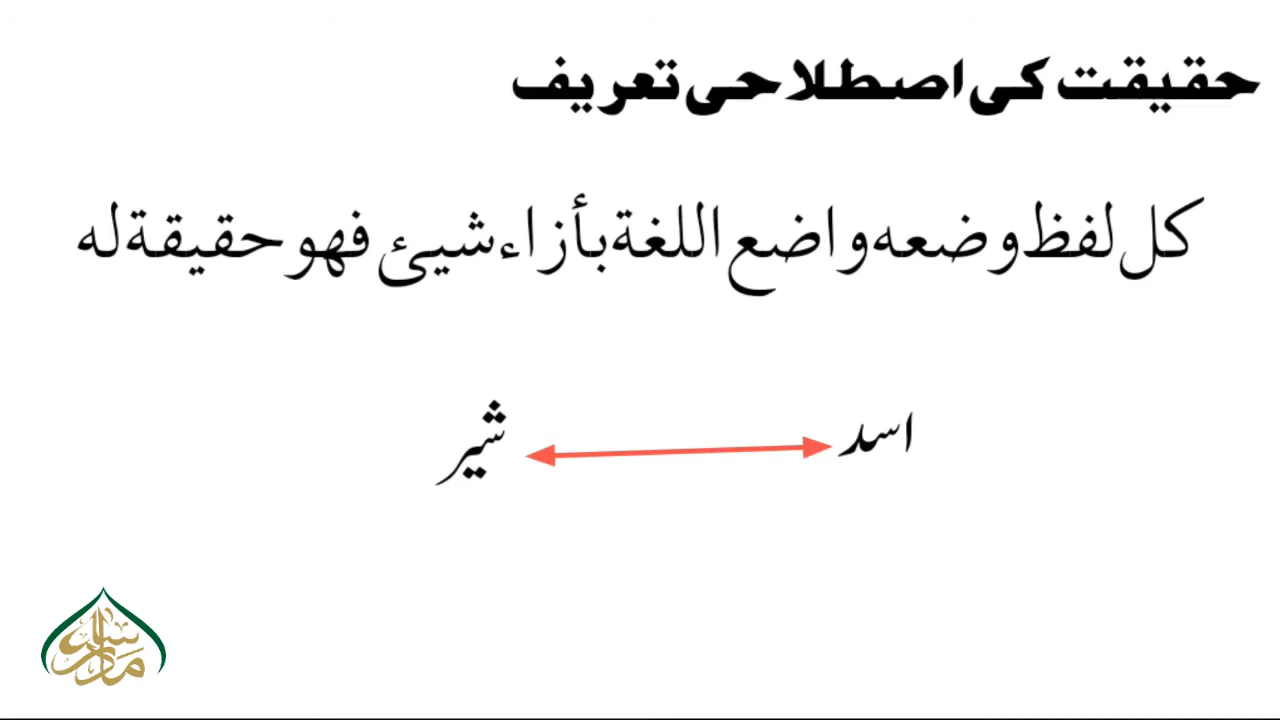 حقیقت کی اصطلاحی تعریف
كل لفظ وضعه واضع اللغة بأزاء شيئ فهو حقيقة له
اسد شیر